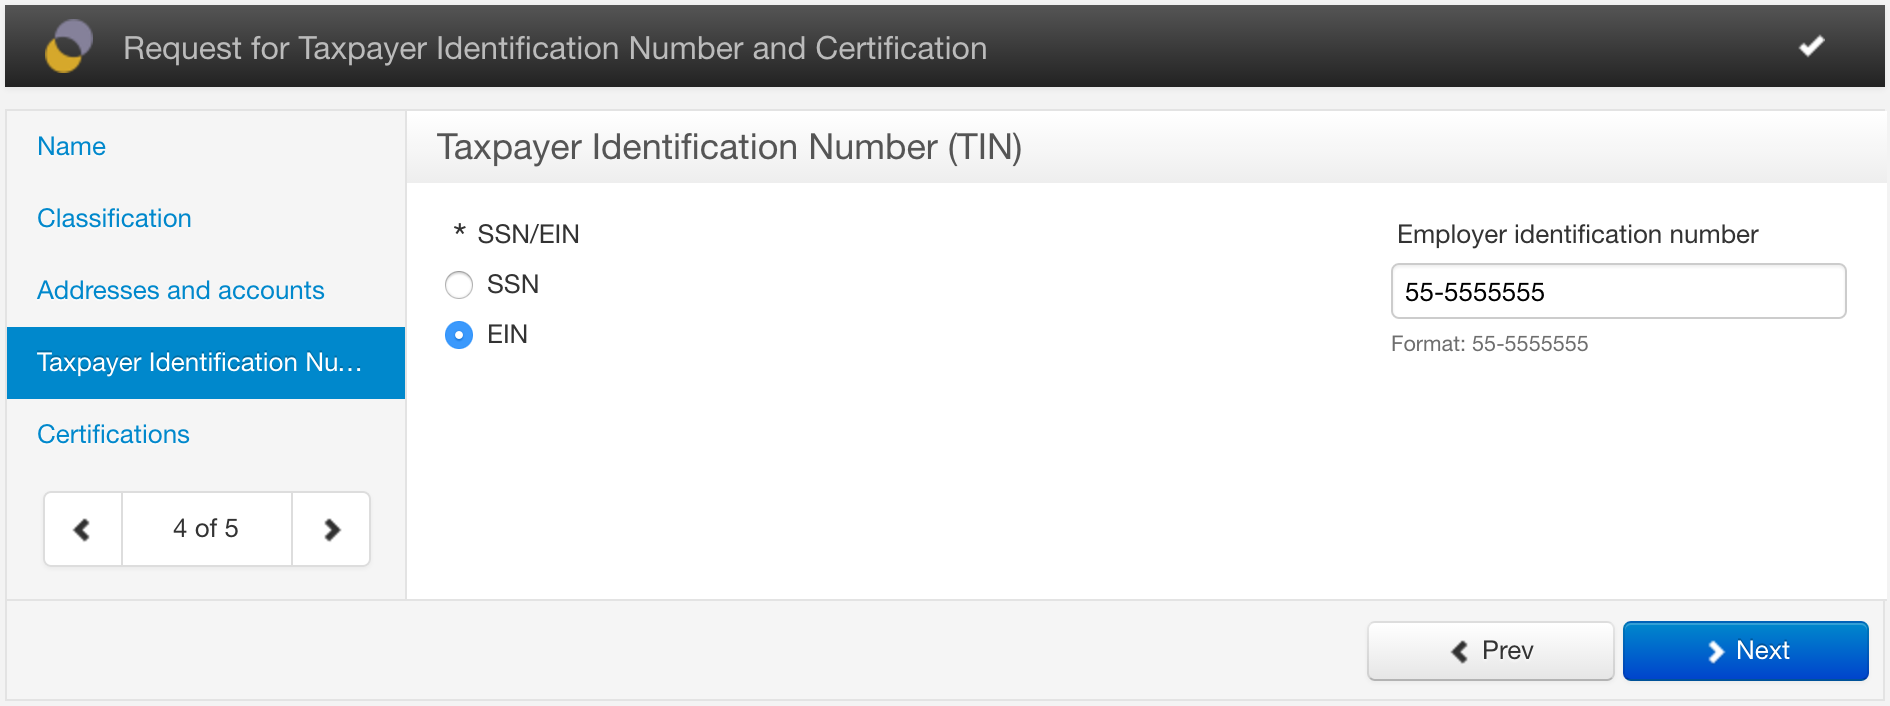 Request for Taxpayer Identification Number and Certification
Name
Classification
Addresses and accounts
Taxpayer Identification Nu...
Certifications
4 of 5
Taxpayer Identification Number (TIN)
* SSN/EIN
SSN
EIN
Employer identification number
55-5555555
Format: 55-5555555
Prev
Next